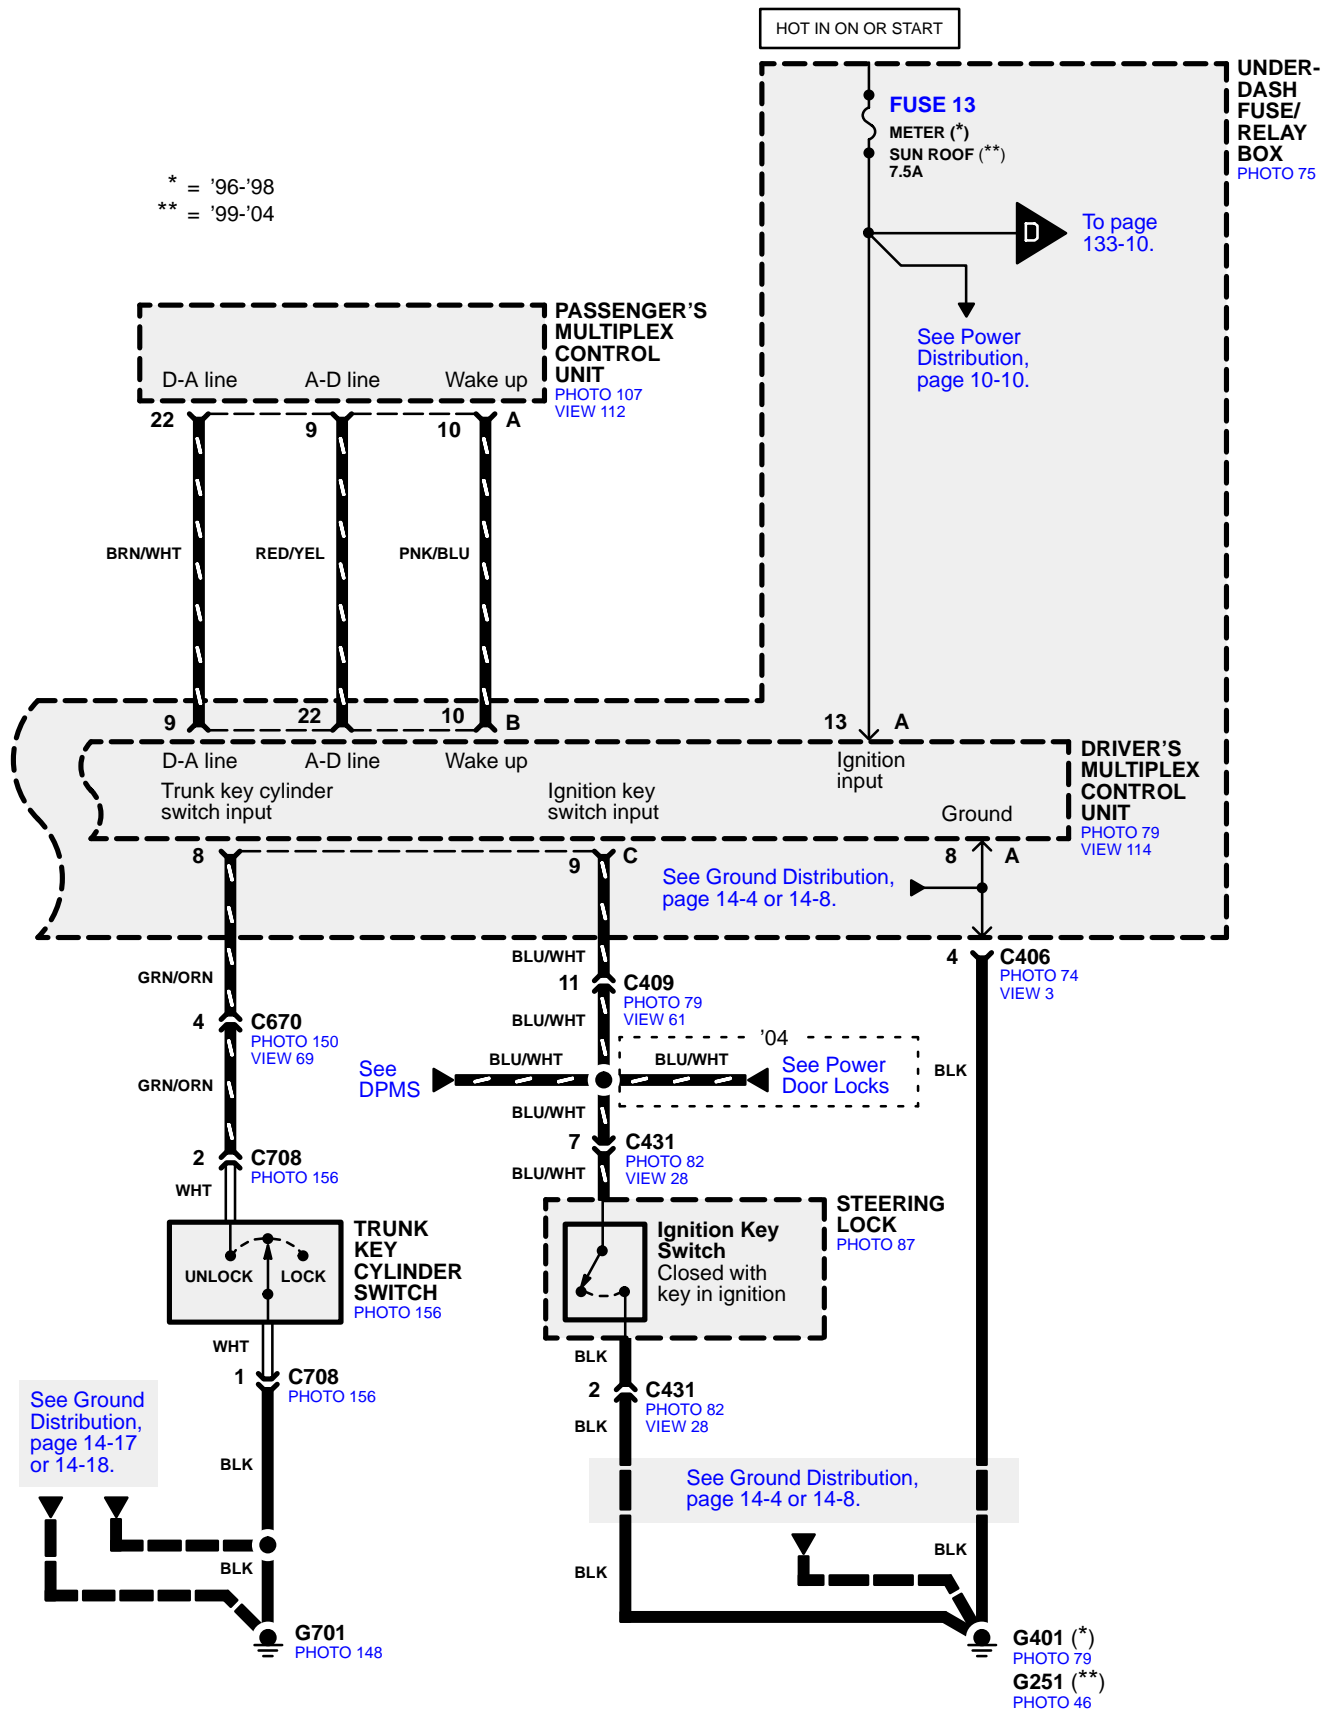 HOT IN ON OR START
UNDER-
DASH
FUSE/
RELAY
BOX
PHOTO 75
FUSE 13
METER (*)
SUN ROOF (**)
7.5A
* = ’96-’98
** = ’99-’04
D
To page
133-10.
See Power
Distribution,
page 10-10.
PASSENGER’S
MULTIPLEX
CONTROL
UNIT
PHOTO 107
VIEW 112
D-A line
A-D line
Wake up
22
9
10
A
BRN/WHT
RED/YEL
PNK/BLU
9
22
10
B
13
A
D-A line
A-D line
Wake up
Ignition
input
Trunk key cylinder
switch input
Ignition key
switch input
Ground
DRIVER’S
MULTIPLEX
CONTROL
UNIT
PHOTO 79
VIEW 114
8
9
C
8
A
See Ground Distribution,
page 14-4 or 14-8.
GRN/ORN
BLU/WHT
4
C406
PHOTO 74
VIEW 3
11
C409
PHOTO 79
VIEW 61
4
C670
PHOTO 150
VIEW 69
BLU/WHT
’04
See
DPMS
BLU/WHT
BLU/WHT
See Power
Door Locks
BLK
GRN/ORN
BLU/WHT
7
C431
PHOTO 82
VIEW 28
2
C708
PHOTO 156
BLU/WHT
WHT
TRUNK
KEY
CYLINDER
SWITCH
PHOTO 156
UNLOCK
LOCK
Ignition Key
Switch
Closed with
key in ignition
STEERING
LOCK
PHOTO 87
WHT
BLK
1
C708
PHOTO 156
2
C431
PHOTO 82
VIEW 28
See Ground
Distribution,
page 14-17
or 14-18.
BLK
BLK
See Ground Distribution,
page 14-4 or 14-8.
BLK
BLK
BLK
G701
PHOTO 148
G401 (*)
PHOTO 79
G251 (**)
PHOTO 46